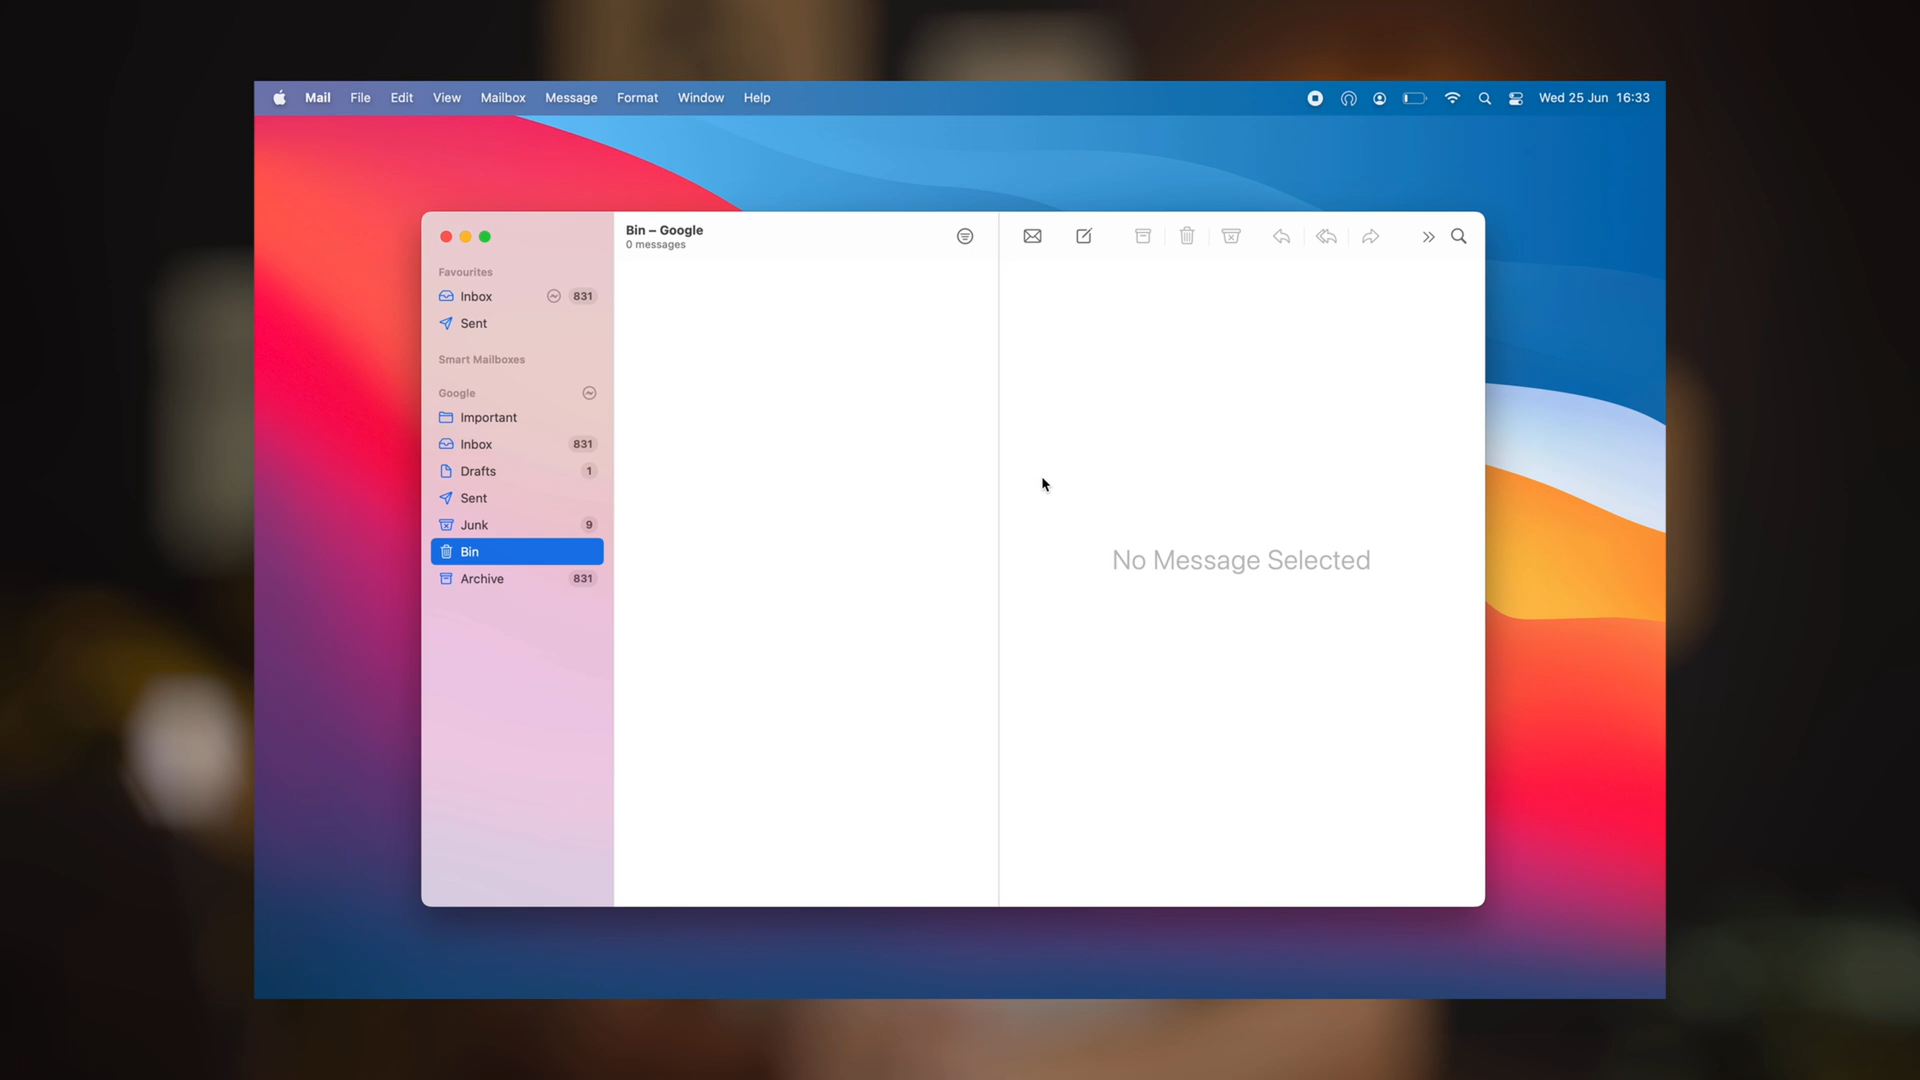 Mail File Edit View Mailbox Message Format Window Help Wed 25 Jun 16:33
Bin – Google
0 messages
Favourites
Inbox 831
Sent
Smart Mailboxes
Google
Important
Inbox 831
Drafts 1
Sent
Junk 9
Bin
Archive 831
No Message Selected